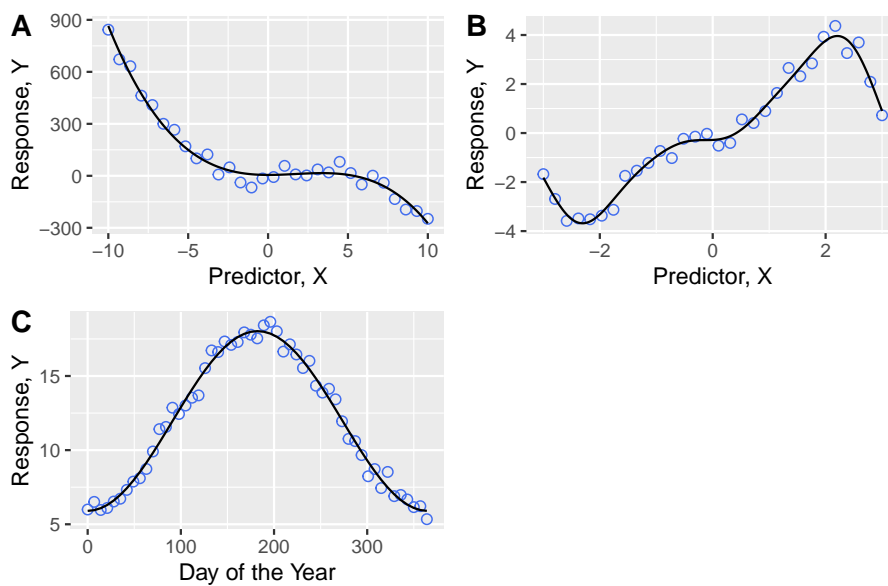 A
Response, Y
900
600
300
0
−300
−10
−5
0
5
10
Predictor, X
B
Response, Y
4
2
0
−2
−4
−2
0
2
Predictor, X
C
Response, Y
15
10
5
0
100
200
300
Day of the Year